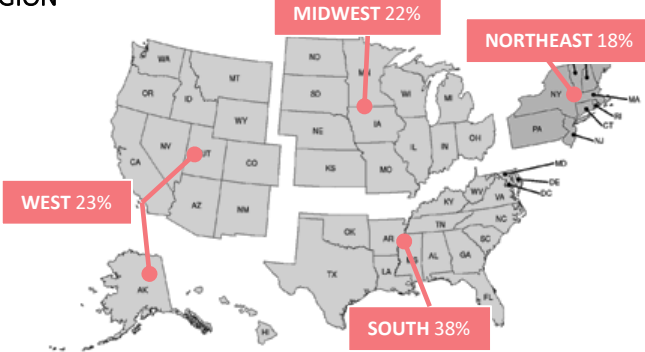 GION
MIDWEST 22%
NORTHEAST 18%
WEST 23%
SOUTH 38%
WA
OR
ID
MT
WY
NV
UT
CA
CO
AZ
NM
ND
SD
NE
KS
MN
IA
MO
WI
MI
IL
IN
OH
NY
PA
MA
RI
CT
NJ
MD
DE
DC
KY
WV
VA
TN
NC
SC
OK
AR
TX
LA
MS
AL
GA
FL
AK
HI